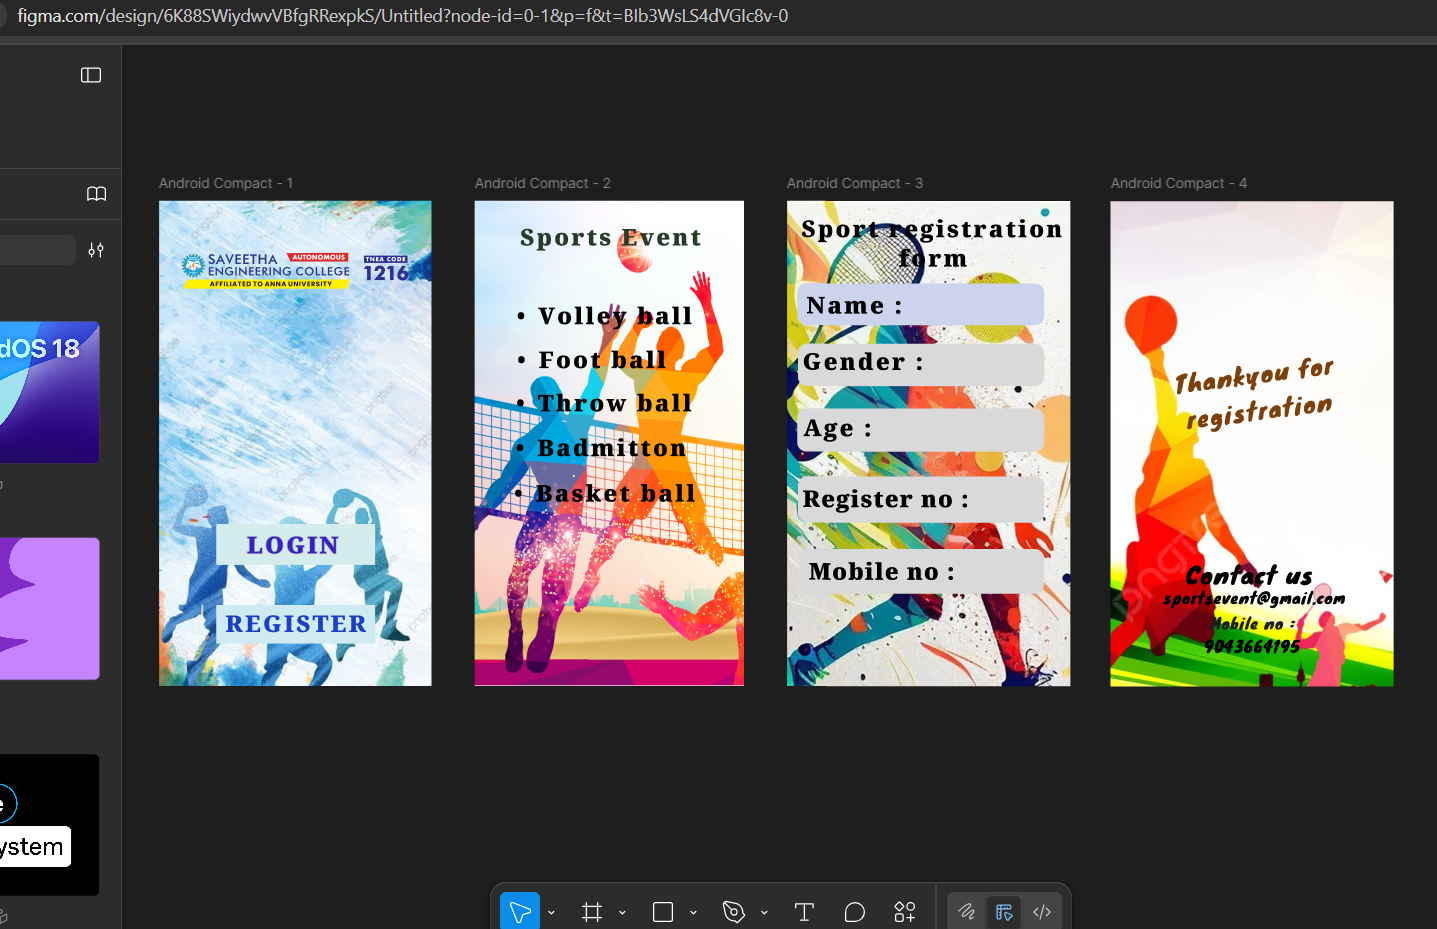 figma.com/design/6K88SWiydwvVBfgRRexpkS/Untitled?node-id=0-1&p=f&t=BIb3WsLS4dVGIc8v-0
Android Compact - 1
Android Compact - 2
Android Compact - 3
Android Compact - 4
SAVEETHA
AUTONOMOUS
ENGINEERING COLLEGE
AFFILIATED TO ANNA UNIVERSITY
TNEA CODE
1216
LOGIN
REGISTER
Sports Event
• Volley ball
• Foot ball
• Throw ball
• Badmitton
• Basket ball
Sport registration
form
Name :
Gender :
Age :
Register no :
Mobile no :
Thankyou for
registration
Contact us
sportsevent@gmail.com
Mobile no :
9043664195
pngtree
dOS 18
e
ystem